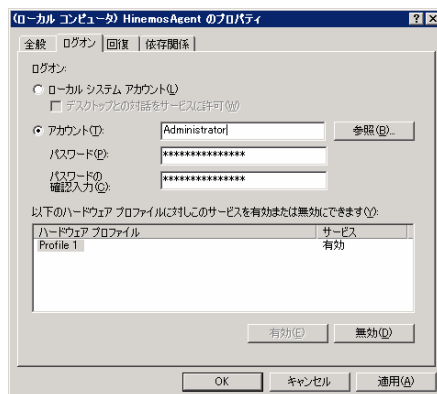 (ローカル コンピュータ) HinemosAgent のプロパティ
全般 ログオン 回復 依存関係
ログオン:
ローカル システム アカウント(L)
デスクトップとの対話をサービスに許可(W)
アカウント(T): Administrator 参照(B)...
パスワード(P): ***************
パスワードの
確認入力(C): ***************
以下のハードウェア プロファイルに対しこのサービスを有効または無効にできます(Y):
ハードウェア プロファイル サービス
Profile 1 有効
有効(E) 無効(D)
OK キャンセル 適用(A)